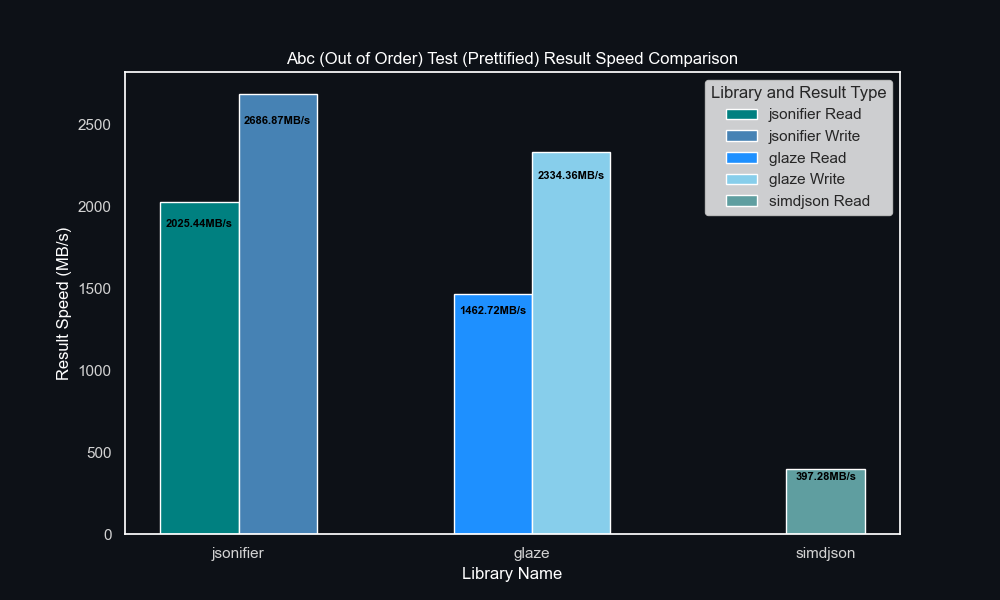 Abc (Out of Order) Test (Prettified) Result Speed Comparison
Library and Result Type
jsonifier Read
jsonifier Write
glaze Read
glaze Write
simdjson Read
2686.87MB/s
2334.36MB/s
2025.44MB/s
1462.72MB/s
397.28MB/s
Result Speed (MB/s)
2500
2000
1500
1000
500
0
jsonifier
glaze
simdjson
Library Name